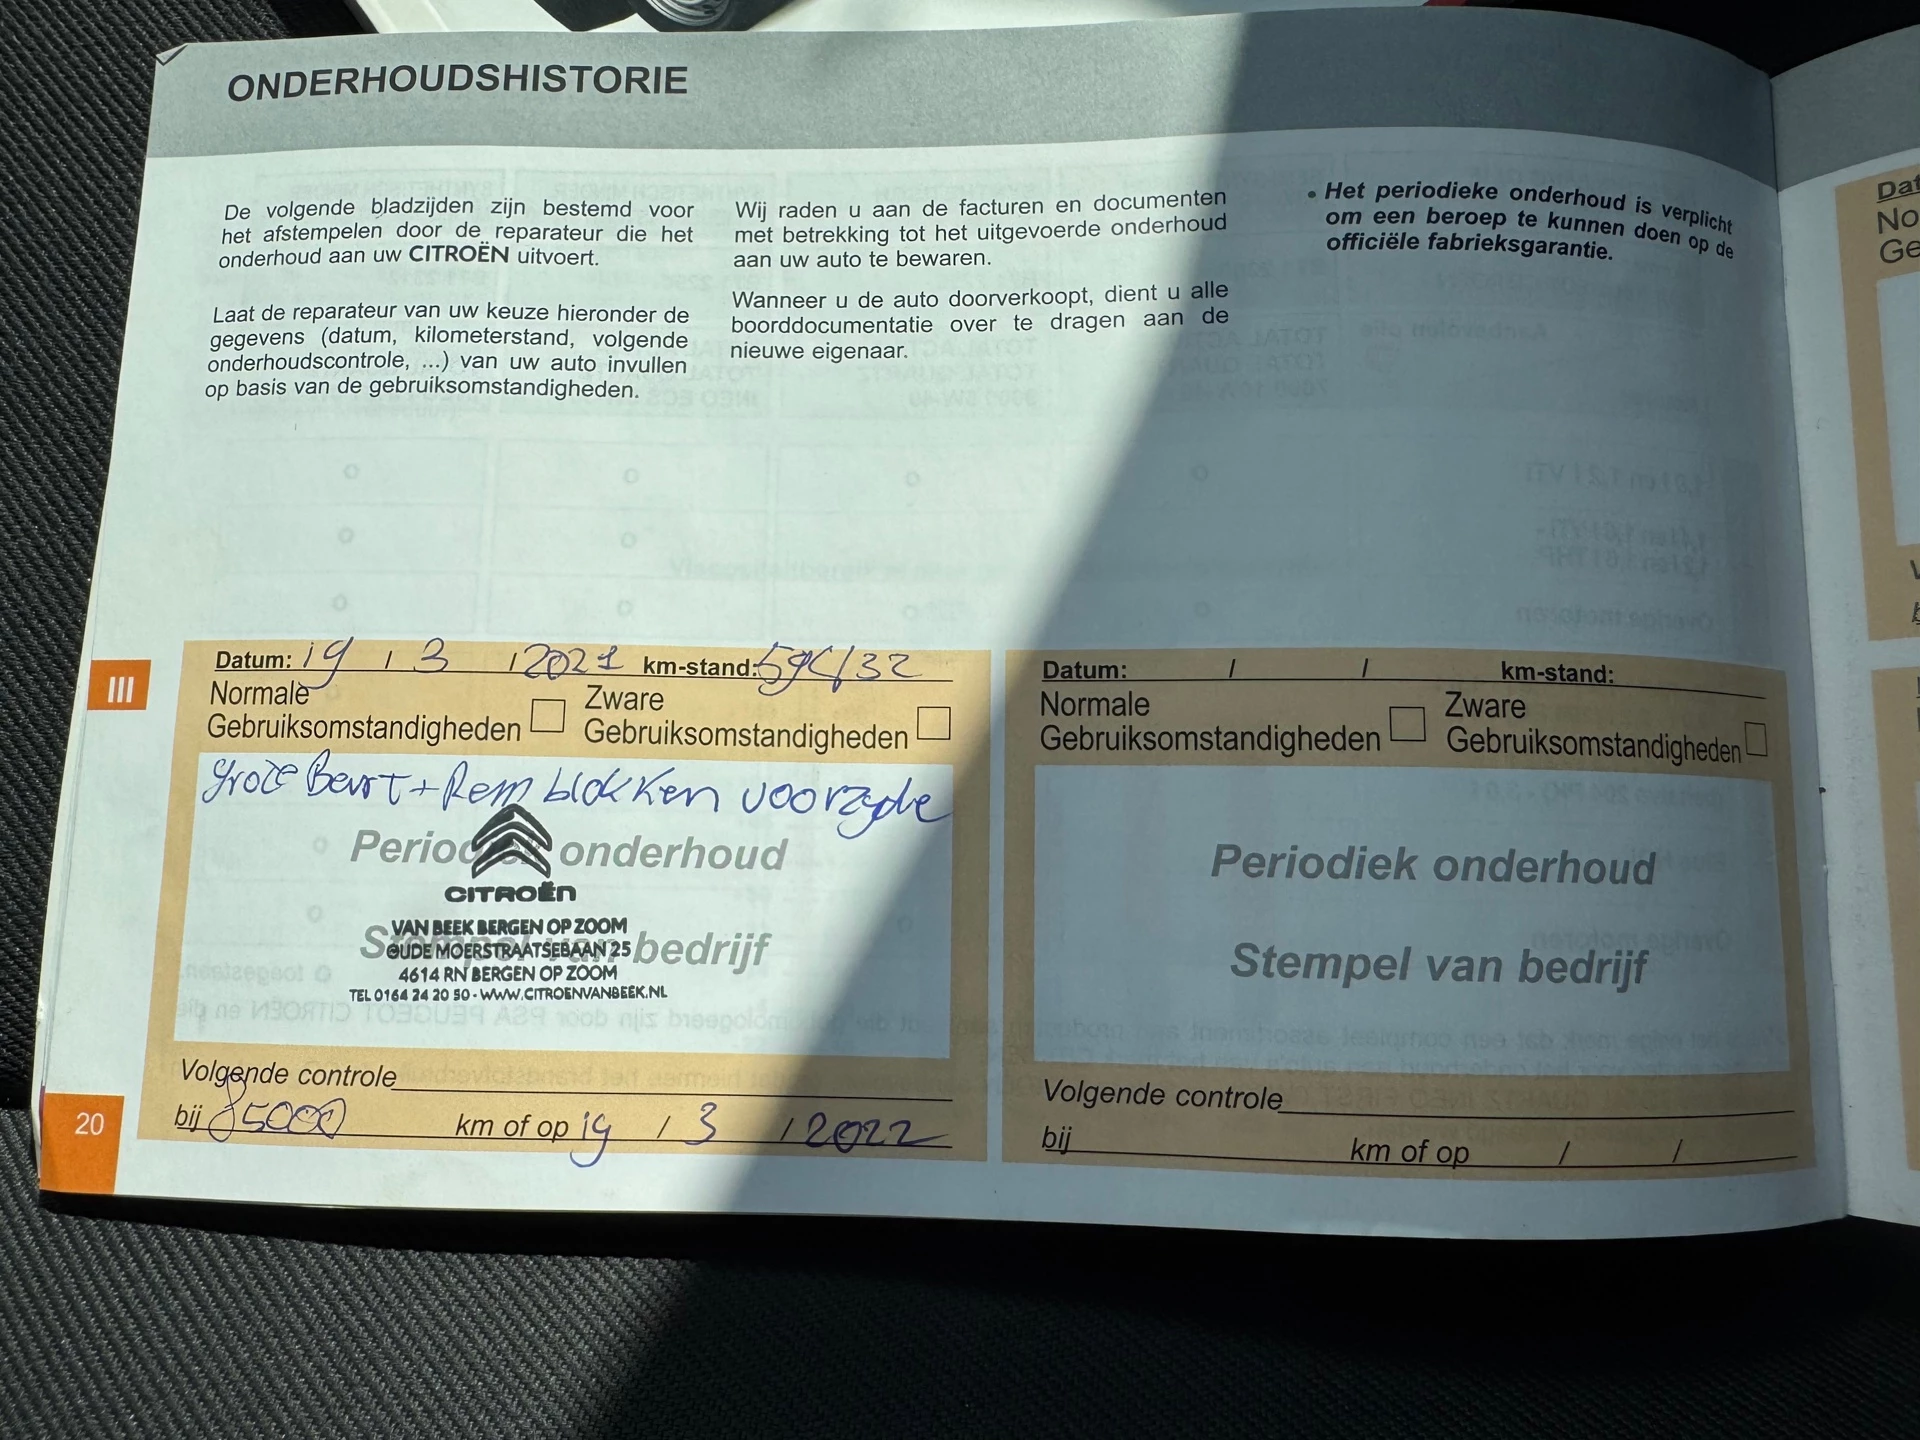 ONDERHOUDSHISTORIE
De volgende bladzijden zijn bestemd voor
het afstempelen door de reparateur die het
onderhoud aan uw CITROËN uitvoert.
Laat de reparateur van uw keuze hieronder de
gegevens (datum, kilometerstand, volgende
onderhoudscontrole, ...) van uw auto invullen
op basis van de gebruiksomstandigheden.
Wij raden u aan de facturen en documenten
met betrekking tot het uitgevoerde onderhoud
aan uw auto te bewaren.
Wanneer u de auto doorverkoopt, dient u alle
boorddocumentatie over te dragen aan de
nieuwe eigenaar.
• Het periodieke onderhoud is verplicht
om een beroep te kunnen doen op de
officiële fabrieksgarantie.
III
Datum: 19 / 3 / 2021 km-stand:
Normale
Gebruiksomstandigheden
Zware
Gebruiksomstandigheden
Grote Beurt + Remblokken voorzyde
Periodiek onderhoud
CITROËN
VAN BEEK BERGEN OP ZOOM
Stempel van bedrijf
OUDE MOERSTRAATSEBAAN 25
4614 RN BERGEN OP ZOOM
TEL 0164 24 20 50 - WWW.CITROENVANBEEK.NL
Volgende controle
bij 85000 km of op 19 / 3 / 2022
Datum: / / km-stand:
Normale
Gebruiksomstandigheden
Zware
Gebruiksomstandigheden
Periodiek onderhoud
Stempel van bedrijf
Volgende controle
bij km of op / /
20
Dat
No
Ge